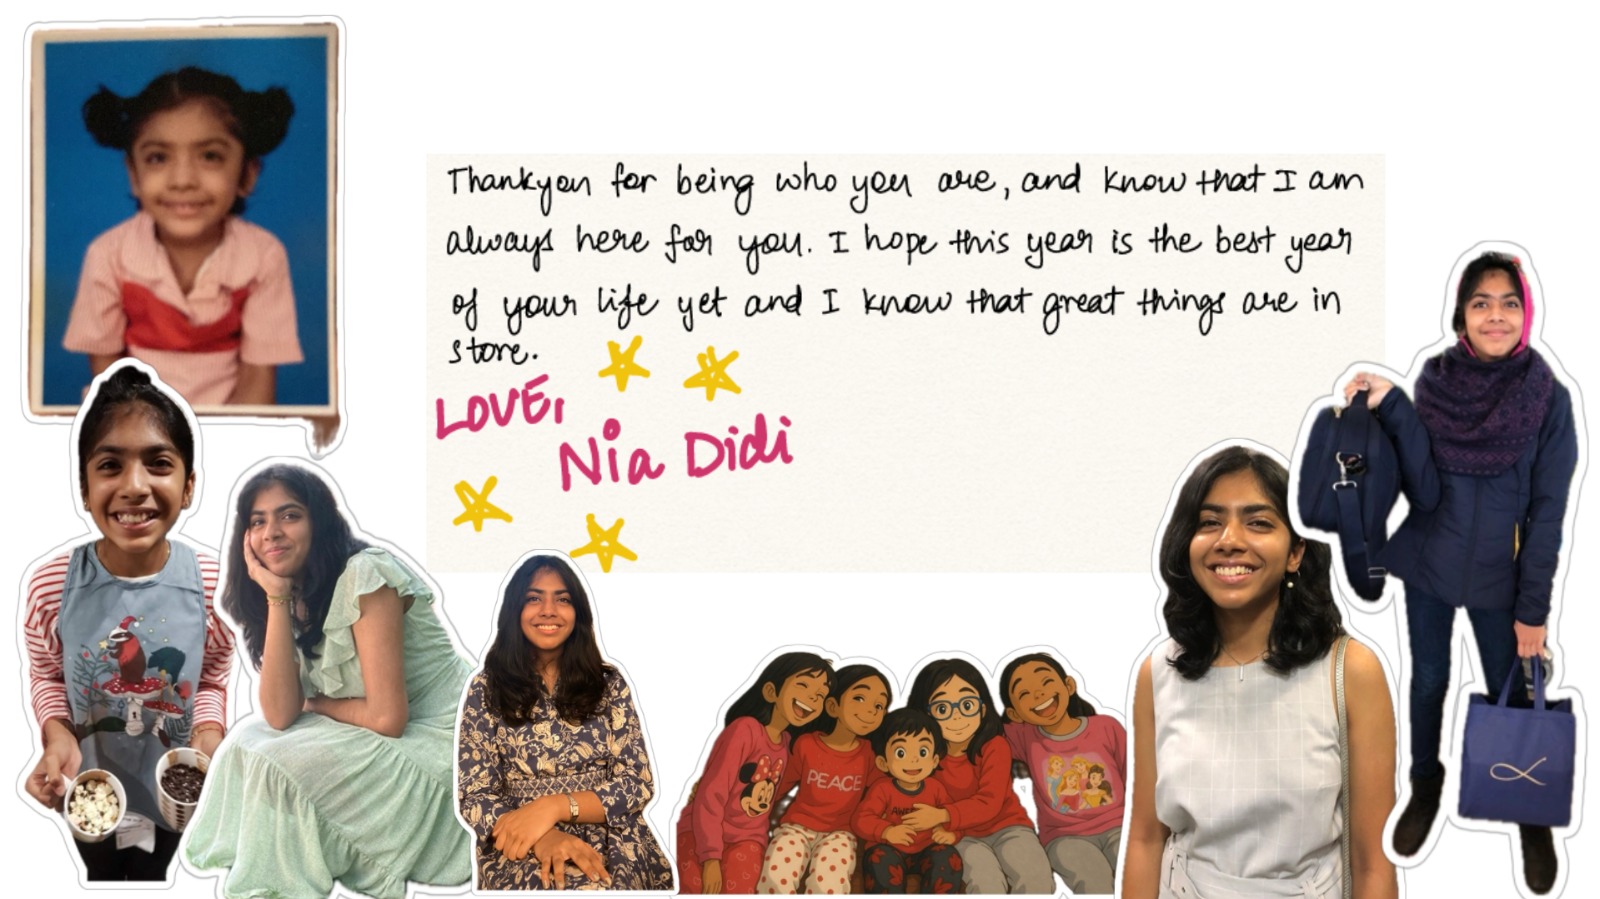 Thankyou for being who you are, and know that I am
always here for you. I hope this year is the best year
of your life yet and I know that great things are in
store.
LOVE,
Nia Didi
PEACE